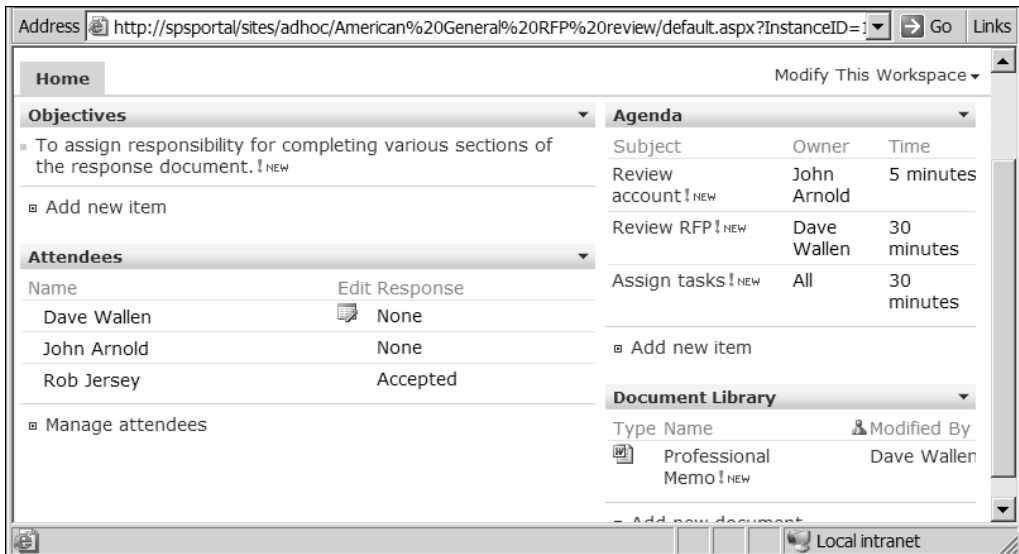 Address http://spsportal/sites/adhoc/American%20General%20RFP%20review/default.aspx?InstanceID= Go Links
Home
Modify This Workspace
Objectives
To assign responsibility for completing various sections of
the response document. ! NEW
Add new item
Attendees
Name Edit Response
Dave Wallen None
John Arnold None
Rob Jersey Accepted
Manage attendees
Agenda
Subject Owner Time
Review John 5 minutes
account ! NEW Arnold
Review RFP ! NEW Dave 30
Wallen minutes
Assign tasks ! NEW All 30
minutes
Add new item
Document Library
Type Name Modified By
Professional Dave Wallen
Memo ! NEW
Add new document
Local intranet